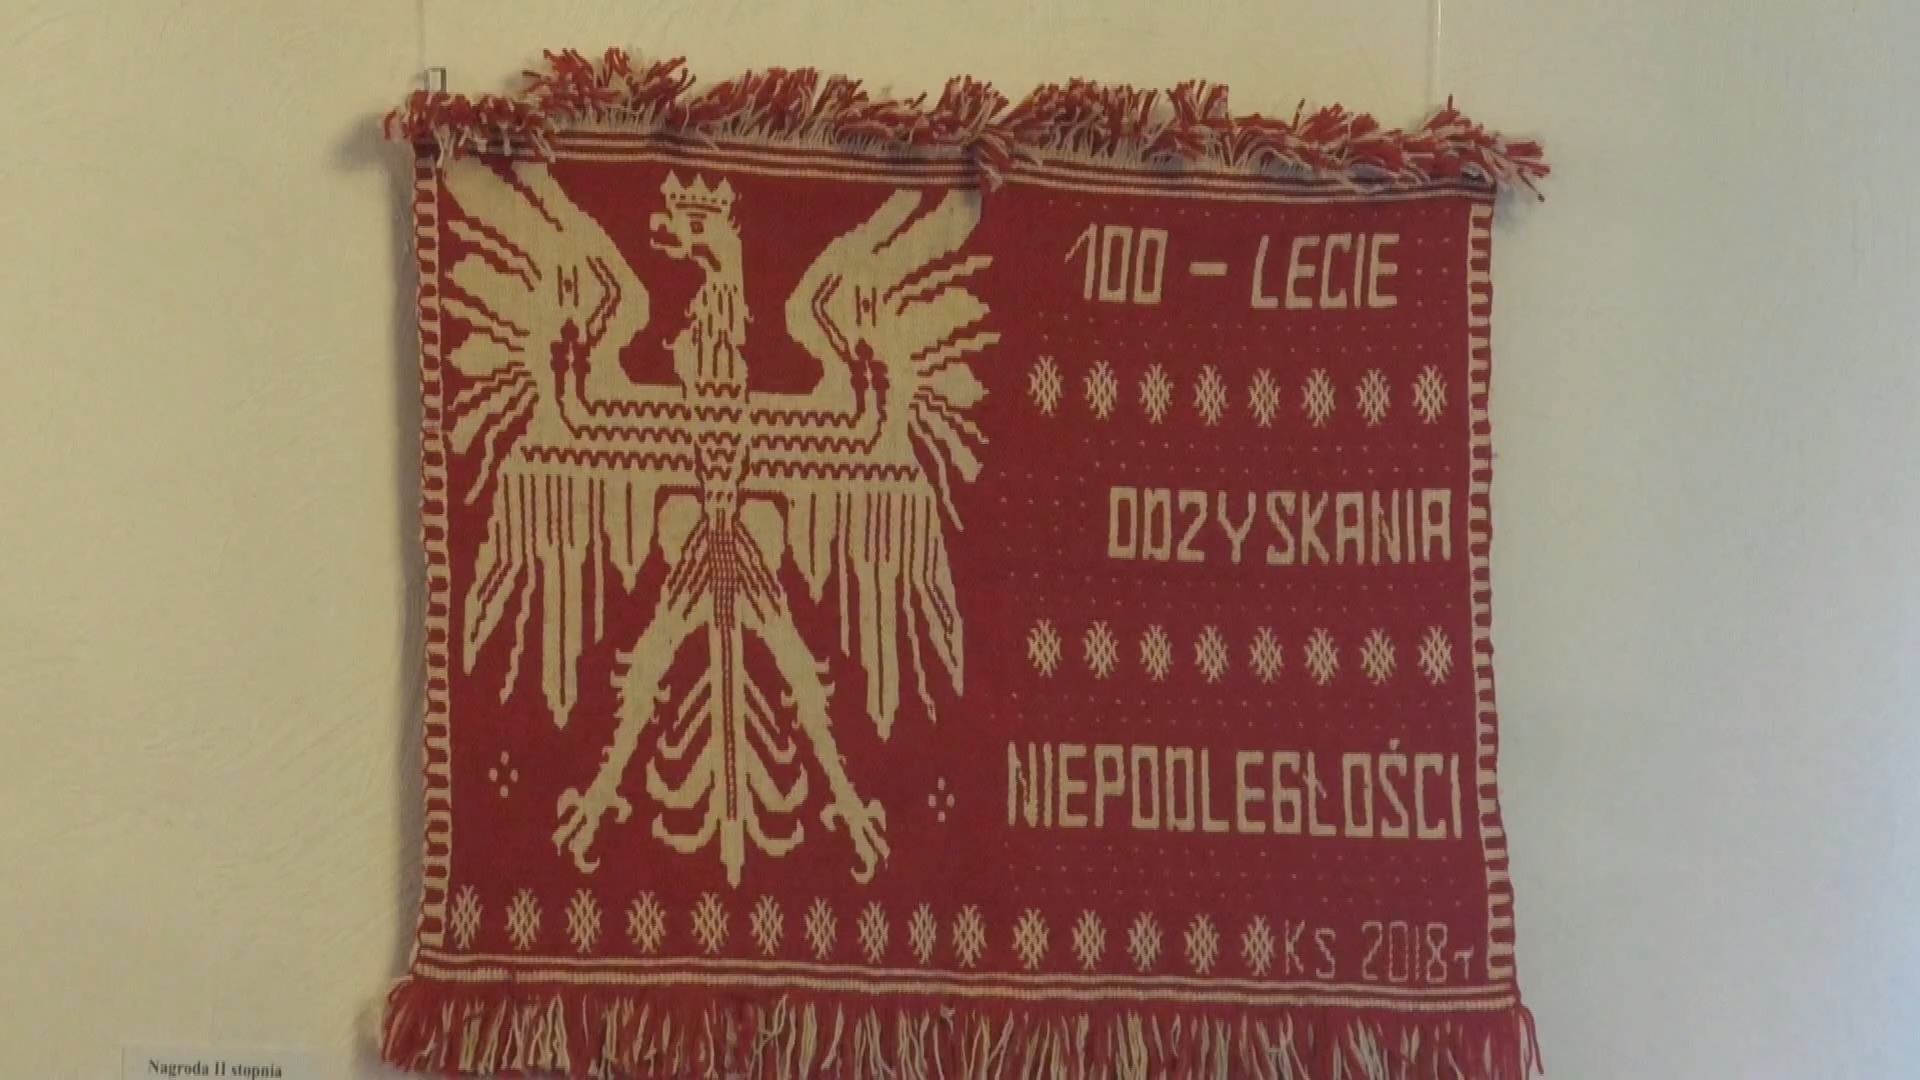 100 - LECIE
ODZYSKANIA
NIEPODLEGŁOŚCI
KS 2018r
Nagroda II stopnia